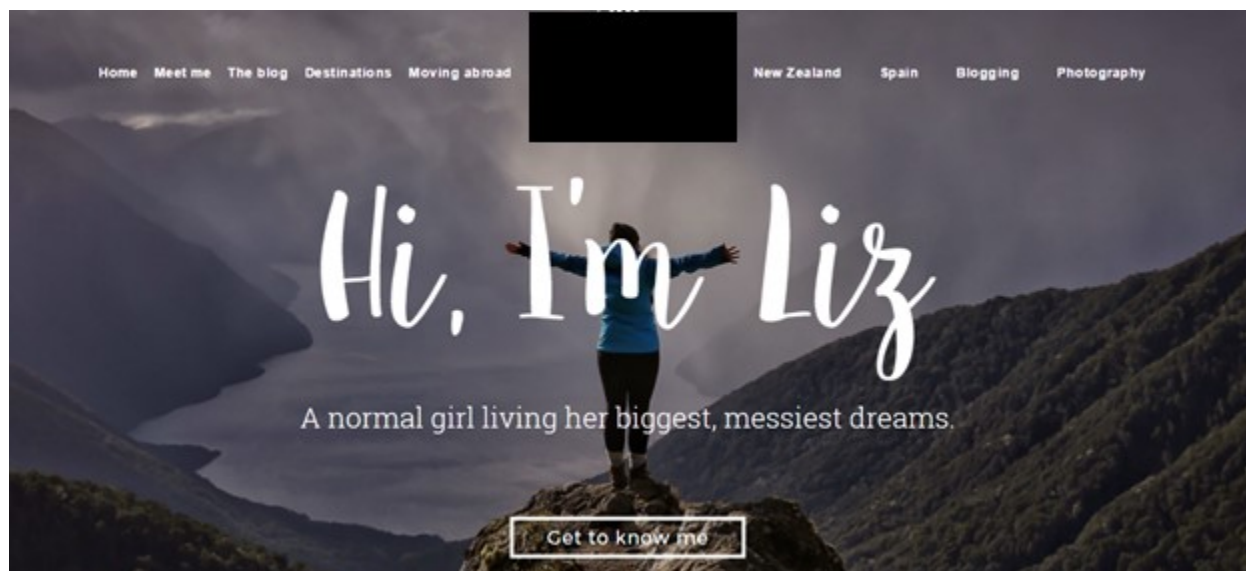 Home Meet me The blog Destinations Moving abroad New Zealand Spain Blogging Photography
Hi, I'm Liz
A normal girl living her biggest, messiest dreams.
Get to know me